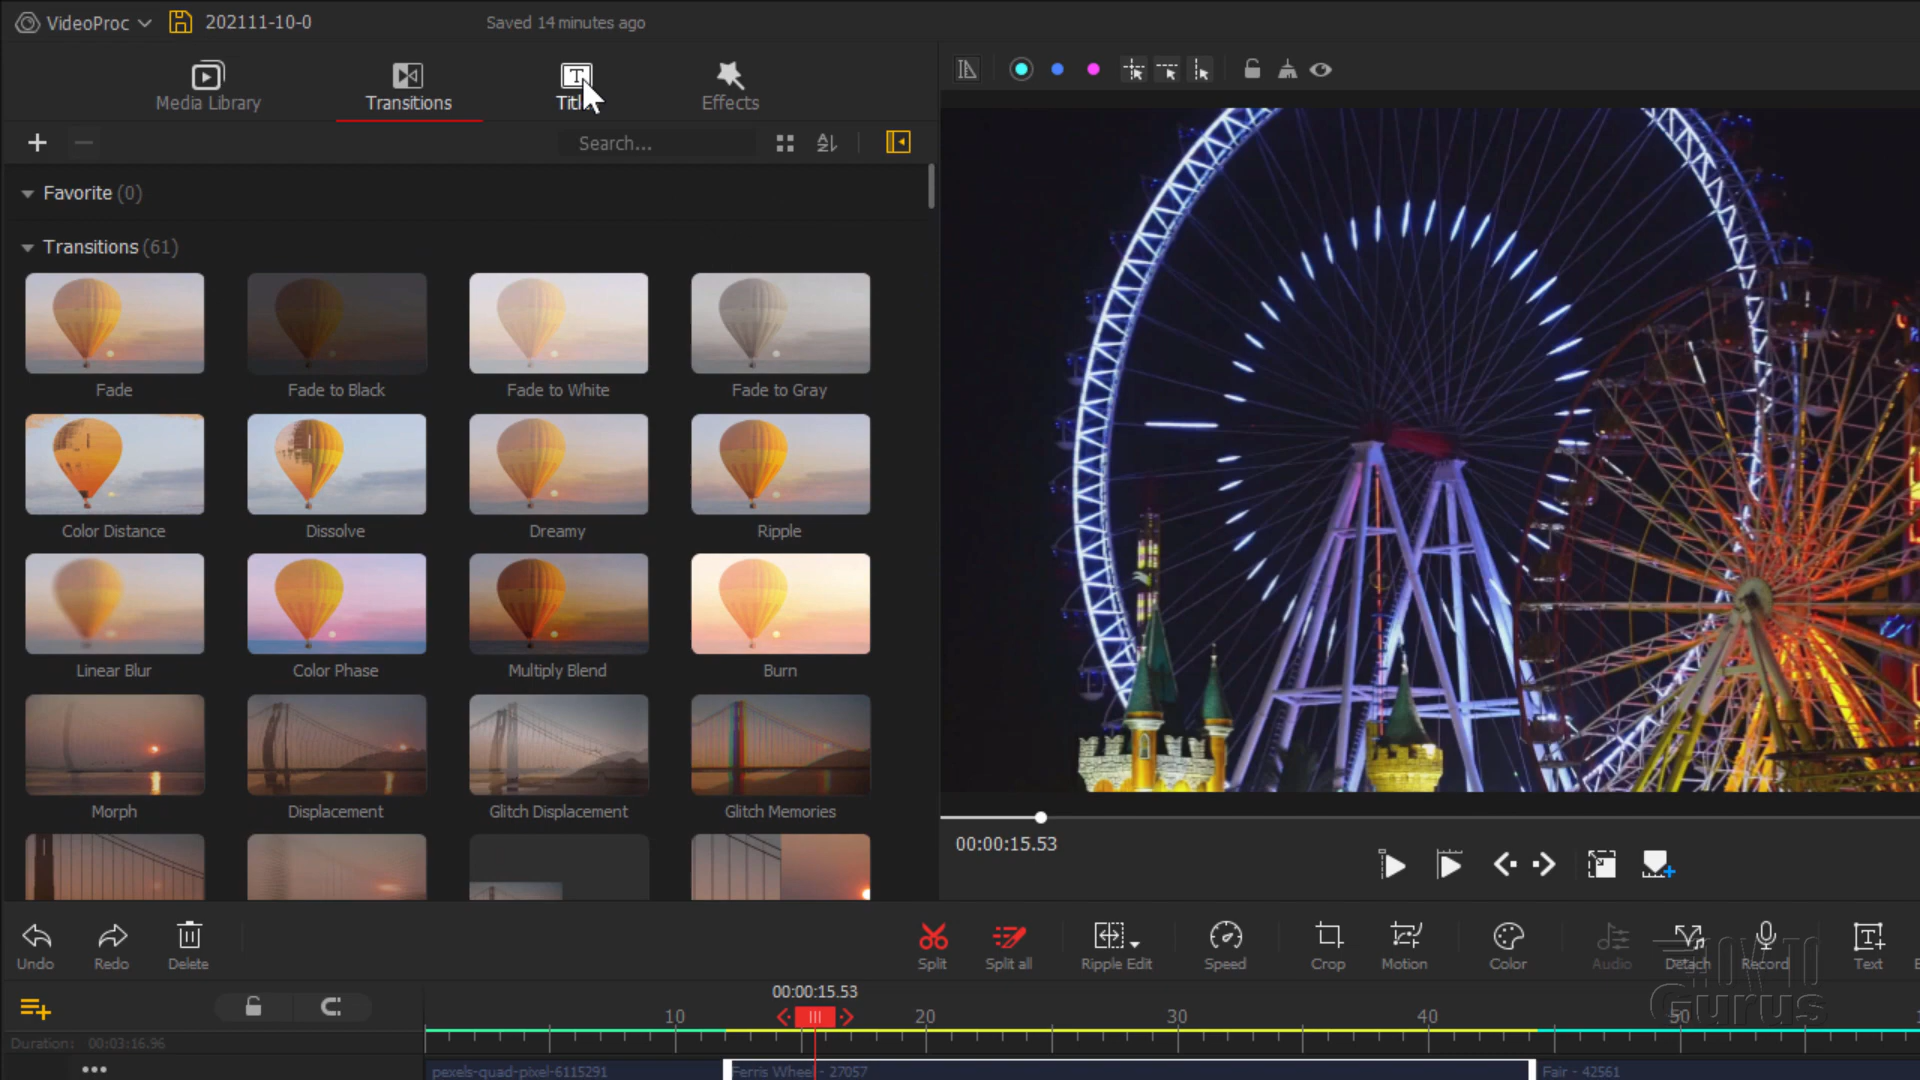 VideoProc
202111-10-0
Saved 14 minutes ago
Media Library
Transitions
Effects
Search...
Favorite (0)
Transitions (61)
Fade
Fade to Black
Fade to White
Fade to Gray
Color Distance
Dissolve
Dreamy
Ripple
Linear Blur
Color Phase
Multiply Blend
Burn
Morph
Displacement
Glitch Displacement
Glitch Memories
00:00:15.53
Undo
Redo
Delete
Split
Split all
Ripple Edit
Speed
Crop
Motion
Color
Audio
Detach
Record
Text
00:00:15.53
10
20
30
40
50
Duration: 00:03:16.96
pexels-quad-pixel-6115291
Ferris Wheel - 27057
Fair - 42561
Gurus